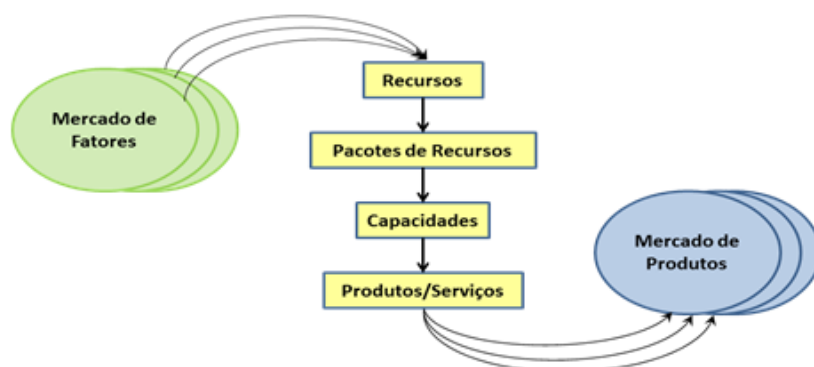 Recursos
Mercado de
Fatores
Pacotes de Recursos
Capacidades
Mercado de
Produtos
Produtos/Serviços